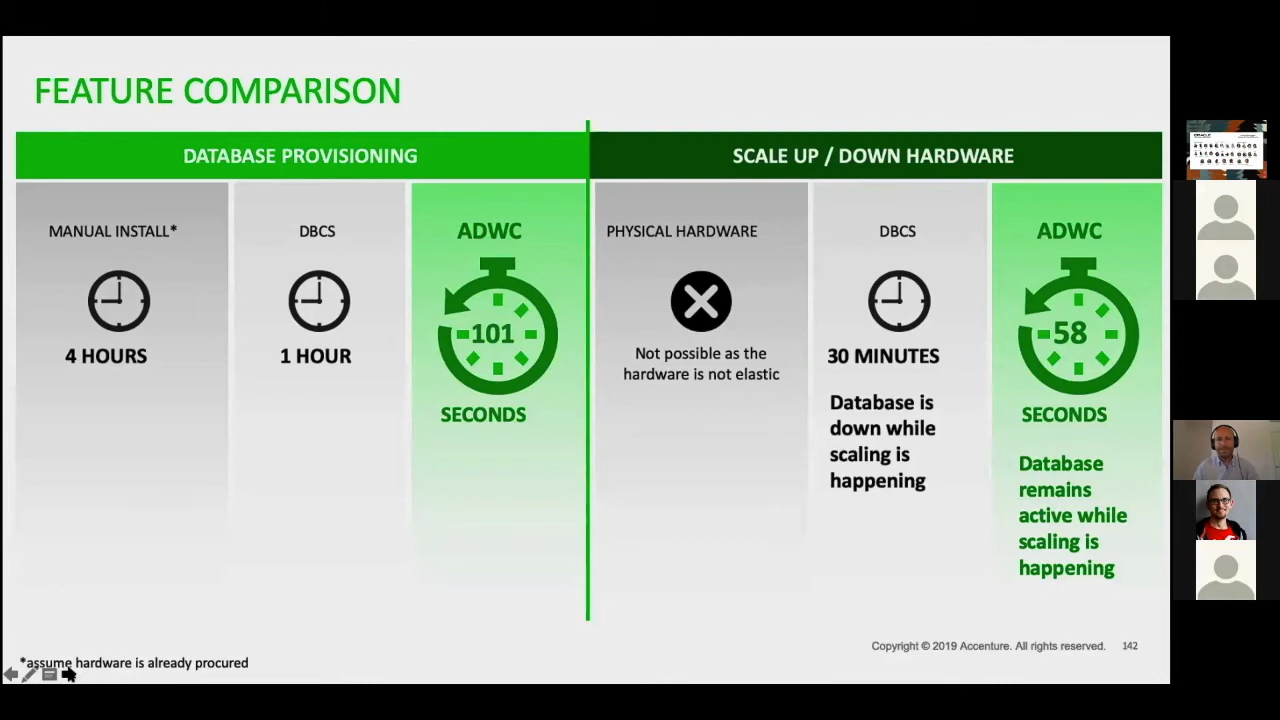 FEATURE COMPARISON
DATABASE PROVISIONING
MANUAL INSTALL*
4 HOURS
DBCS
1 HOUR
ADWC
101
SECONDS
SCALE UP / DOWN HARDWARE
PHYSICAL HARDWARE
Not possible as the
hardware is not elastic
DBCS
30 MINUTES
Database is
down while
scaling is
happening
ADWC
58
SECONDS
Database
remains
active while
scaling is
happening
*assume hardware is already procured
Copyright © 2019 Accenture. All rights reserved.
142
ORACLE